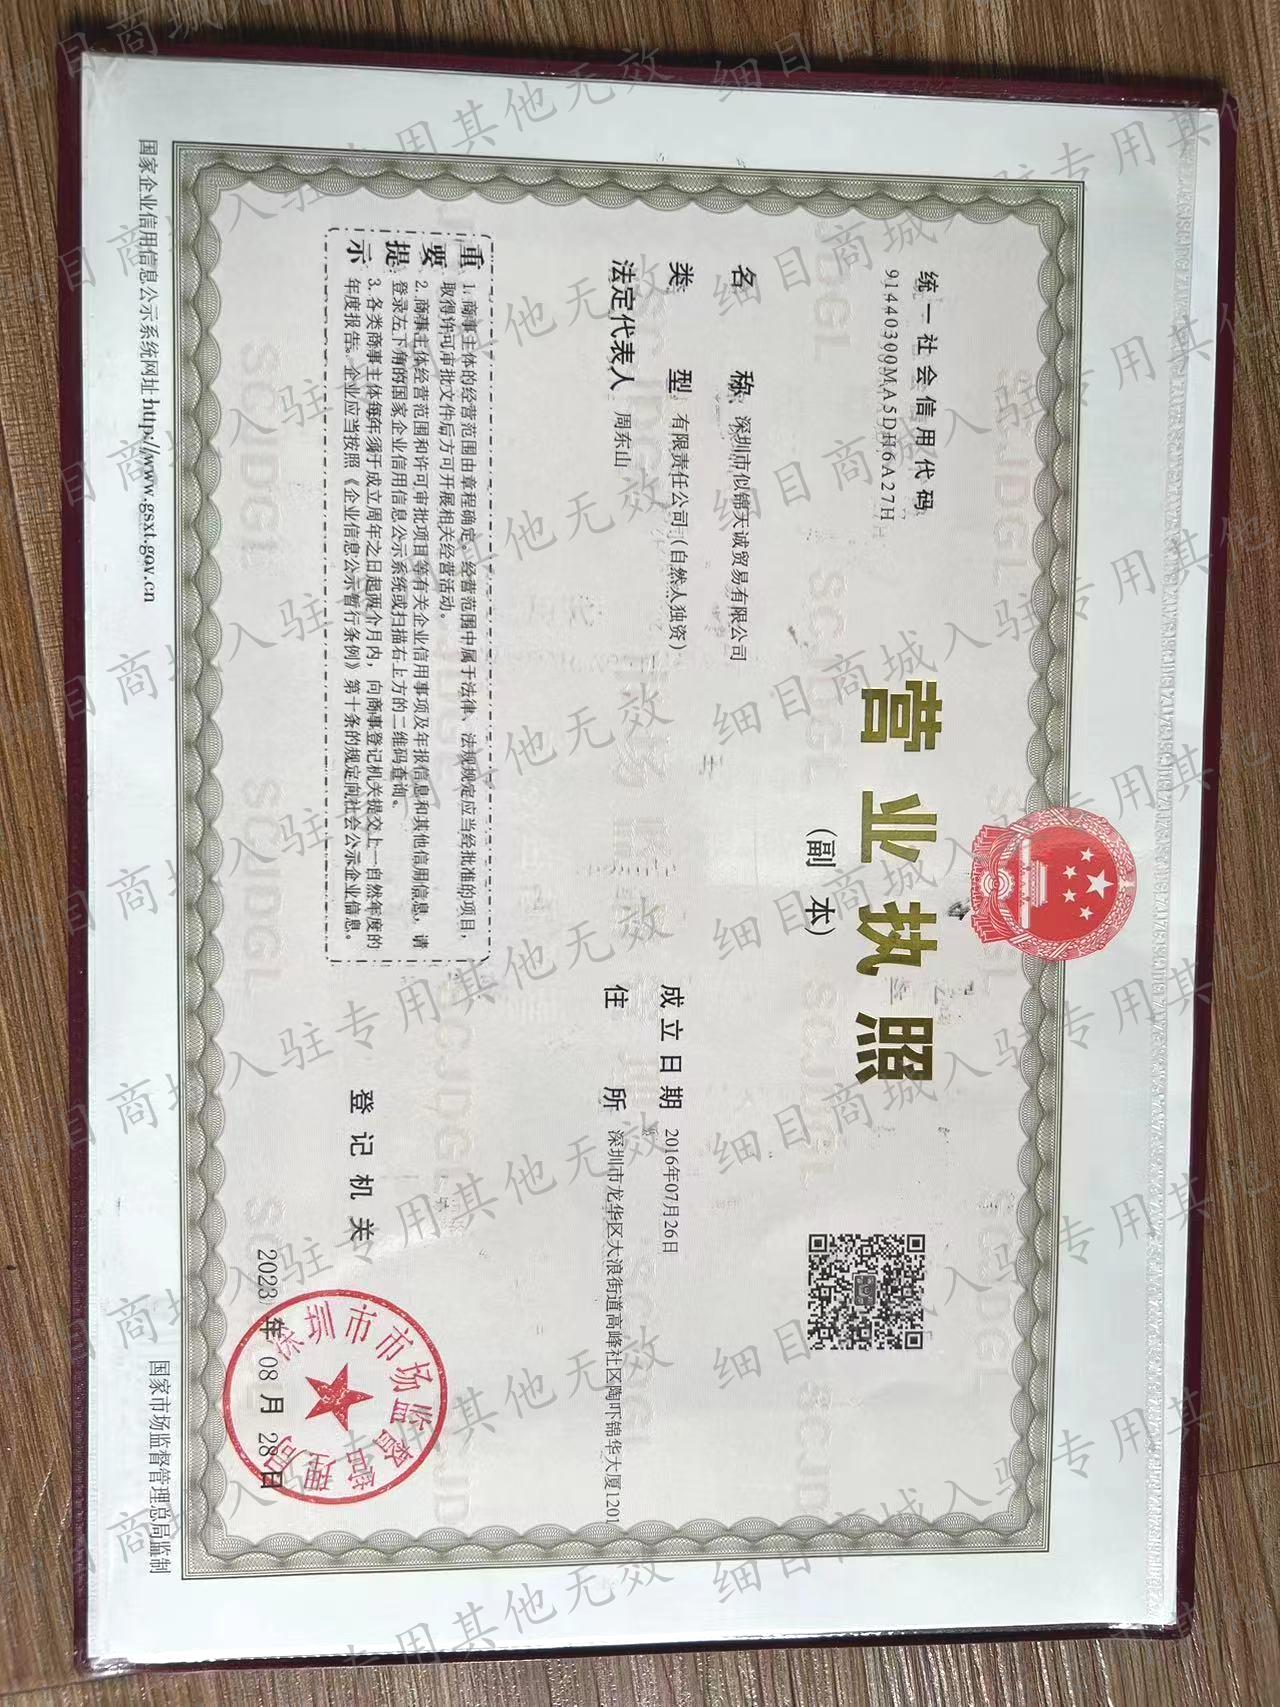 统一社会信用代码
91440300MA5DH6A27H
营业执照
(副本)
名称 深圳市似锦天诚贸易有限公司
类型 有限责任公司(自然人独资)
法定代表人 周东山
成立日期 2016年07月26日
住所 深圳市龙华区大浪街道高峰社区陶吓锦华大厦1201
重要提示
1.商事主体的经营范围由章程确定。经营范围中属于法律、法规规定应当经批准的项目,
取得许可审批文件后方可开展相关经营活动。
2.商事主体经营范围和许可审批项目等有关企业信用事项及年报信息和其他信用信息,请
登录左下角的国家企业信用信息公示系统或扫描右上方的二维码查询。
3.各类商事主体每年须于成立周年之日起两个月内,向商事登记机关提交上一自然年度的
年度报告。企业应当按照《企业信息公示暂行条例》第十条的规定向社会公示企业信息。
登记机关
深圳市市场监督管理局
2023年08月28日
国家企业信用信息公示系统网址http://www.gsxt.gov.cn
国家市场监督管理总局监制
细目商城入驻专用其他无效
SCJDGL